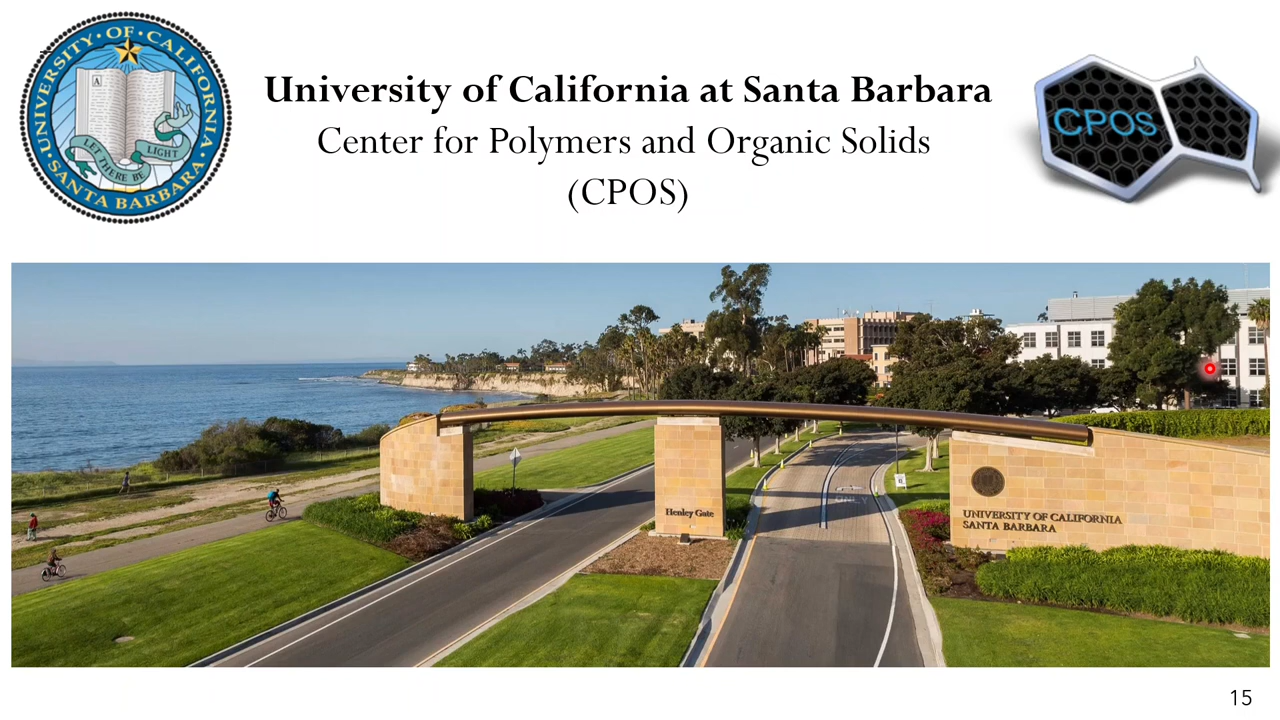 UNIVERSITY·OF·CALIFORNIA·SANTA BARBARA·
A
LET THERE BE
LIGHT
University of California at Santa Barbara
Center for Polymers and Organic Solids
(CPOS)
CPOS
Henley Gate
UNIVERSITY OF CALIFORNIA
SANTA BARBARA
15